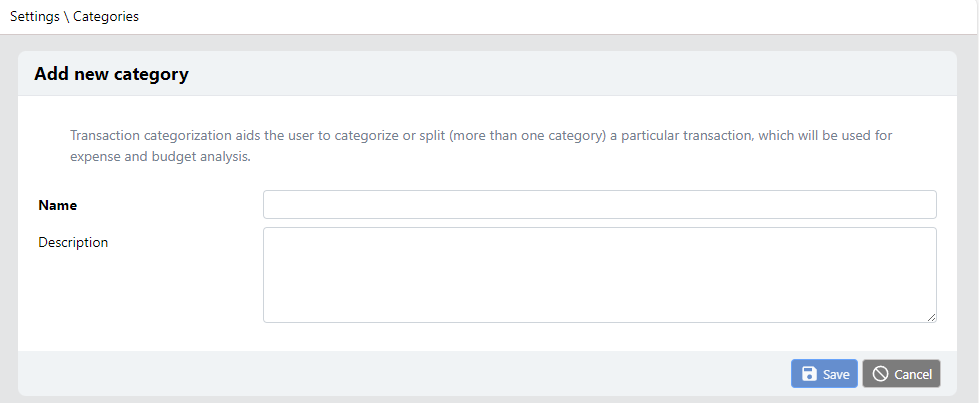 Settings \ Categories
Add new category
Transaction categorization aids the user to categorize or split (more than one category) a particular transaction, which will be used for
expense and budget analysis.
Name
Description
Save Cancel